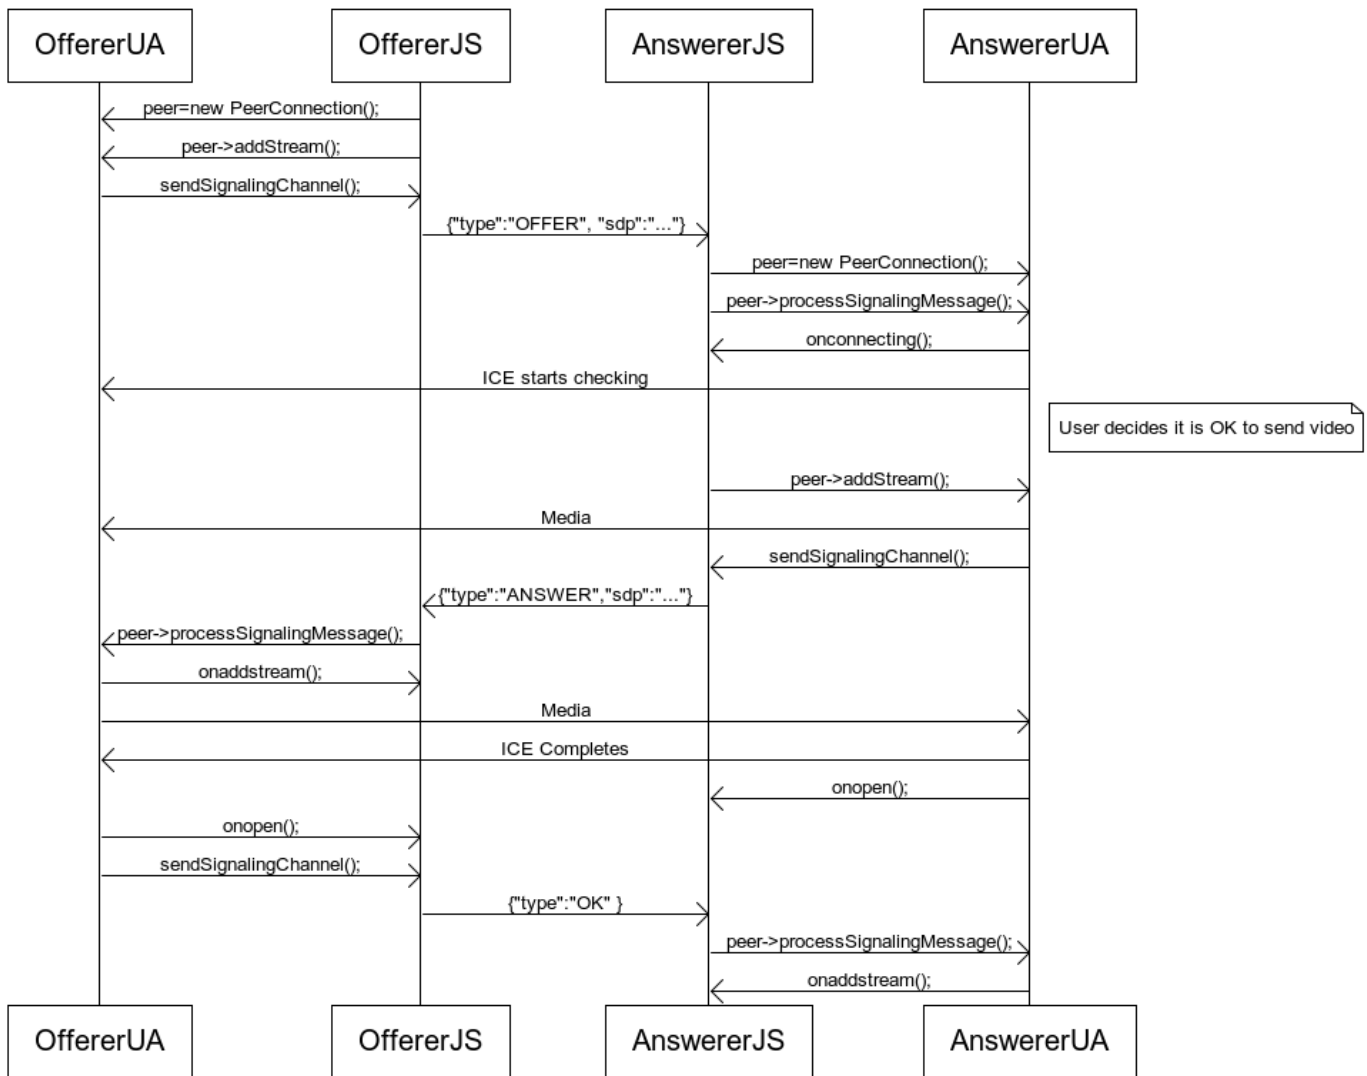 OffererUA
OffererJS
AnswererJS
AnswererUA
peer=new PeerConnection();
peer->addStream();
sendSignalingChannel();
{"type":"OFFER", "sdp":"..."}
peer=new PeerConnection();
peer->processSignalingMessage();
onconnecting();
ICE starts checking
User decides it is OK to send video
peer->addStream();
Media
sendSignalingChannel();
{"type":"ANSWER","sdp":"..."}
peer->processSignalingMessage();
onaddstream();
Media
ICE Completes
onopen();
onopen();
sendSignalingChannel();
{"type":"OK" }
peer->processSignalingMessage();
onaddstream();
OffererUA
OffererJS
AnswererJS
AnswererUA